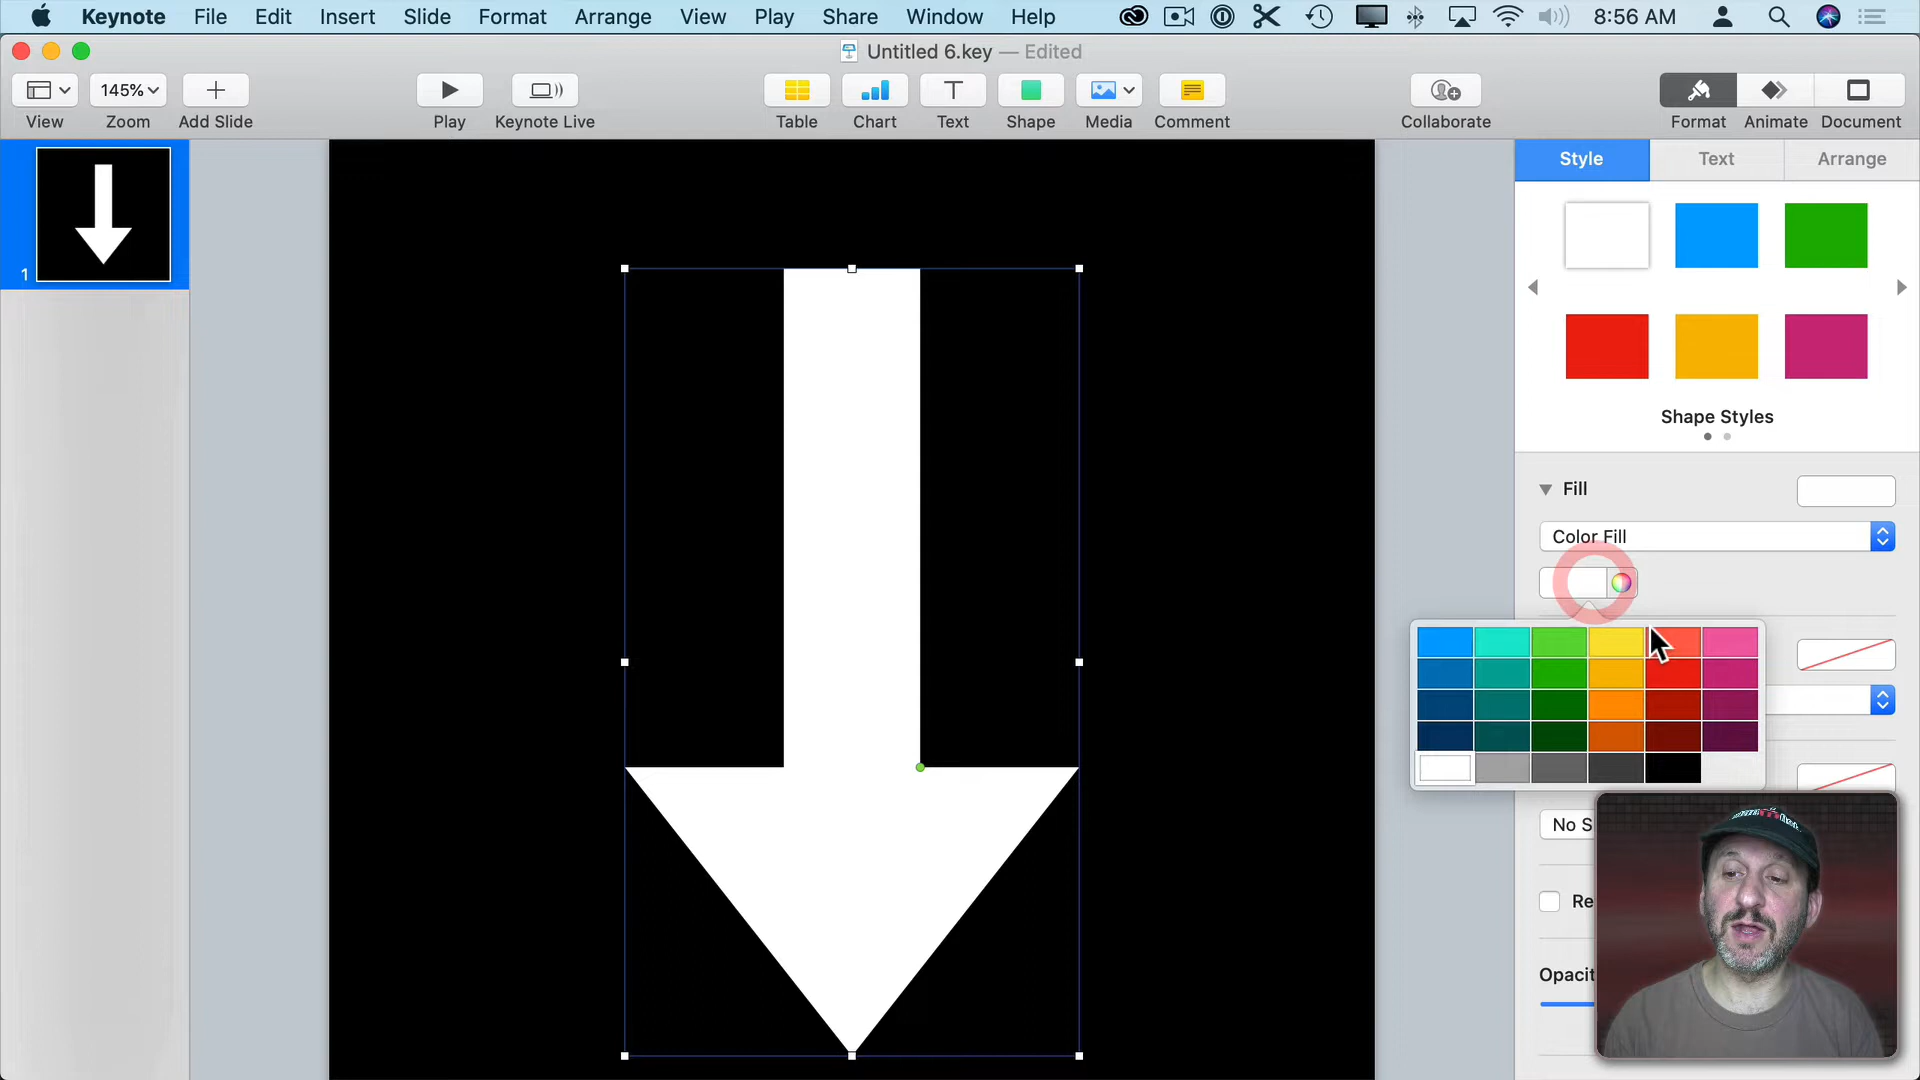 Keynote File Edit Insert Slide Format Arrange View Play Share Window Help 8:56 AM
Untitled 6.key — Edited
145%
View Zoom Add Slide Play Keynote Live Table Chart Text Shape Media Comment Collaborate Format Animate Document
Style Text Arrange
1
Shape Styles
Fill
Color Fill
No S
Re
Opacit